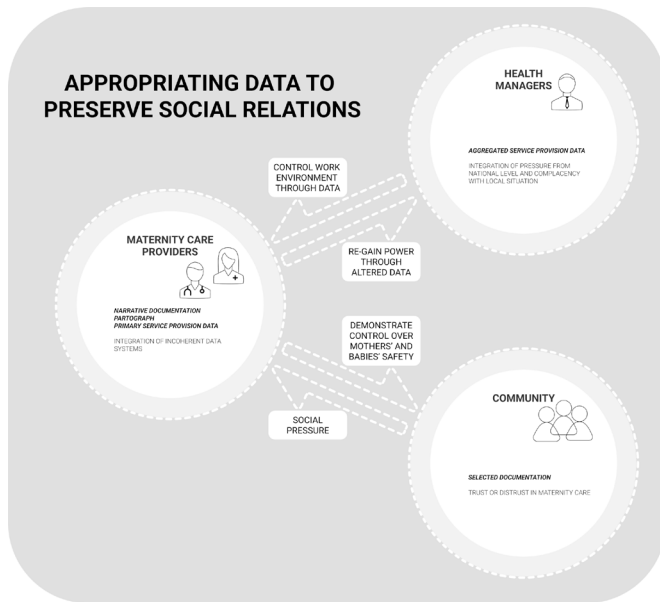 APPROPRIATING DATA TO
PRESERVE SOCIAL RELATIONS
HEALTH
MANAGERS
AGGREGATED SERVICE PROVISION DATA
INTEGRATION OF PRESSURE FROM
NATIONAL LEVEL AND COMPLACENCY
WITH LOCAL SITUATION
CONTROL WORK
ENVIRONMENT
THROUGH DATA
RE-GAIN POWER
THROUGH
ALTERED DATA
MATERNITY CARE
PROVIDERS
NARRATIVE DOCUMENTATION
PARTOGRAPH
PRIMARY SERVICE PROVISION DATA
INTEGRATION OF INCOHERENT DATA
SYSTEMS
DEMONSTRATE
CONTROL OVER
MOTHERS' AND
BABIES' SAFETY
SOCIAL
PRESSURE
COMMUNITY
SELECTED DOCUMENTATION
TRUST OR DISTRUST IN MATERNITY CARE